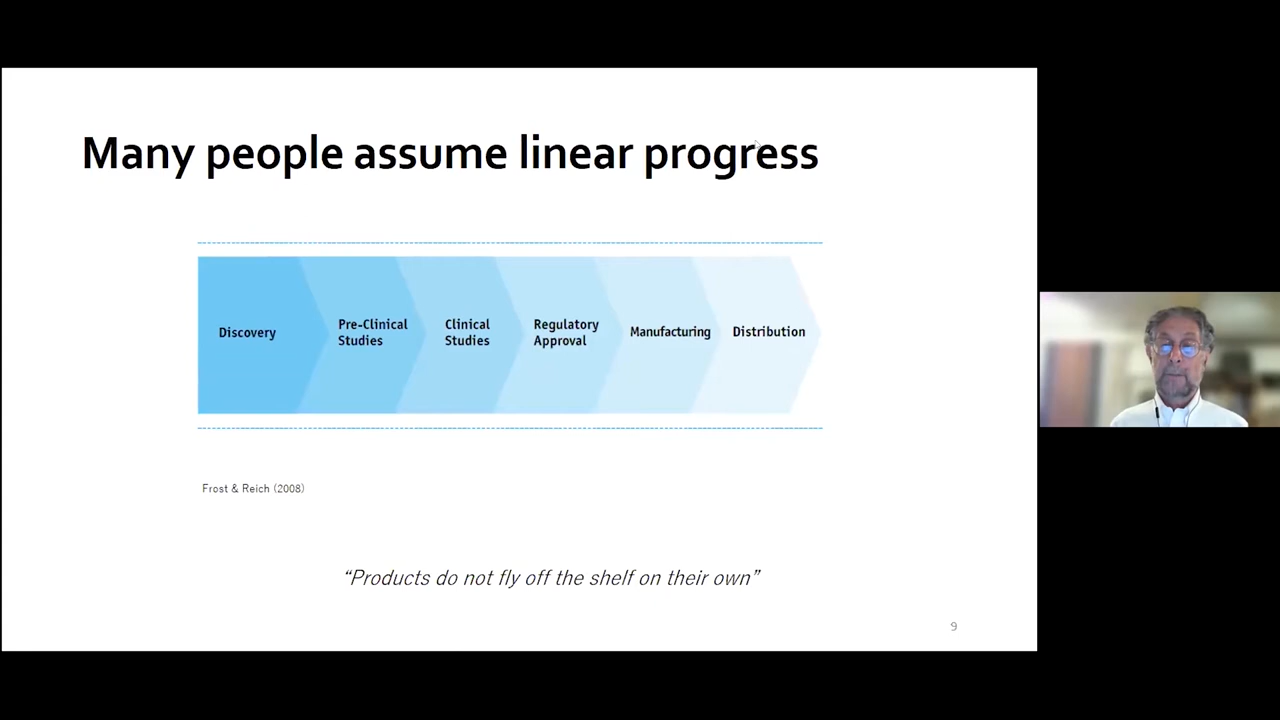 Many people assume linear progress
Discovery
Pre-Clinical
Studies
Clinical
Studies
Regulatory
Approval
Manufacturing
Distribution
Frost & Reich (2008)
“Products do not fly off the shelf on their own”
9